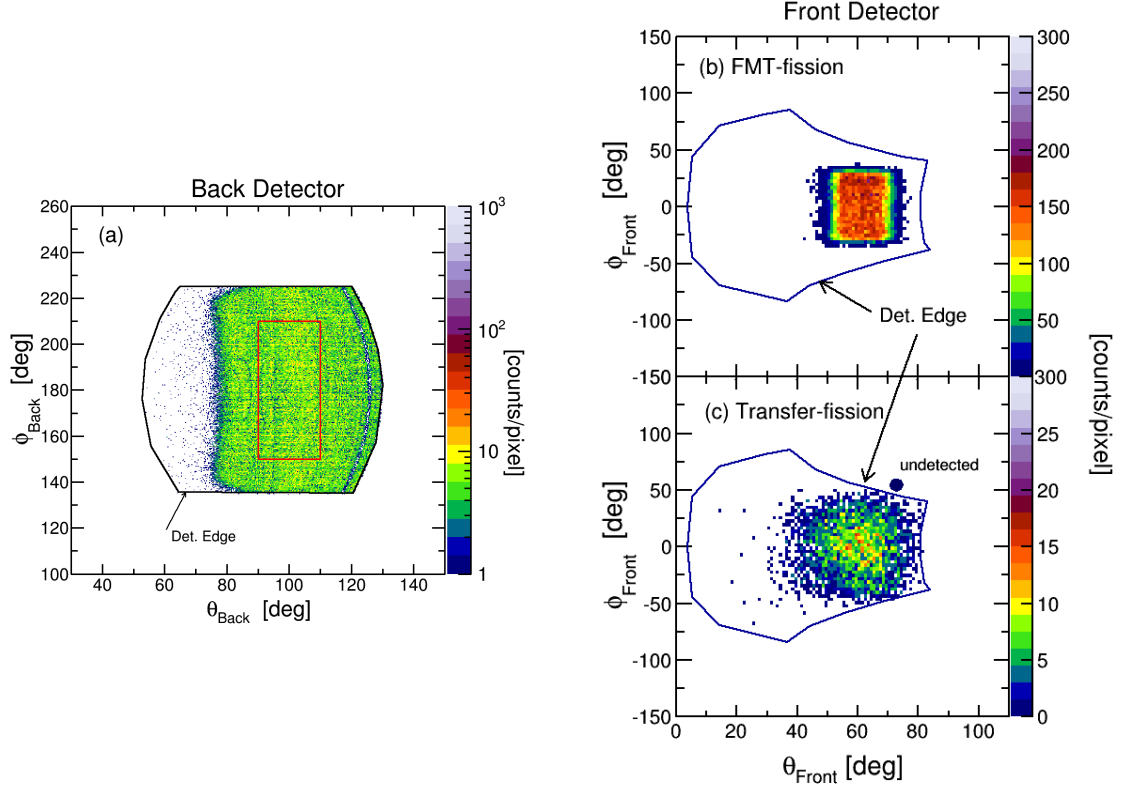 Back Detector
(a)
260
240
220
200
180
160
140
120
100
ϕBack [deg]
40 60 80 100 120 140
θBack [deg]
Det. Edge
10³
10²
10
1
[counts/pixel]
Front Detector
(b) FMT-fission
150
100
50
0
-50
-100
-150
ϕFront [deg]
300
250
200
150
100
50
300
Det. Edge
(c) Transfer-fission
undetected
100
50
0
-50
-100
-150
ϕFront [deg]
25
20
15
10
5
0
[counts/pixel]
0 20 40 60 80 100
θFront [deg]